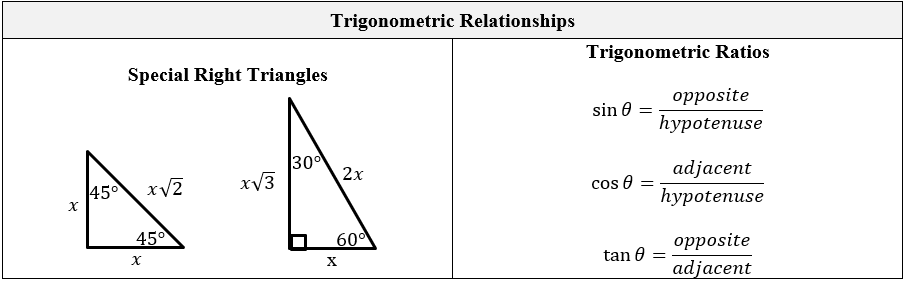 Trigonometric Relationships
Special Right Triangles
45°
x
x√2
45°
x
30°
x√3
2x
60°
x
Trigonometric Ratios
sin θ = opposite / hypotenuse
cos θ = adjacent / hypotenuse
tan θ = opposite / adjacent